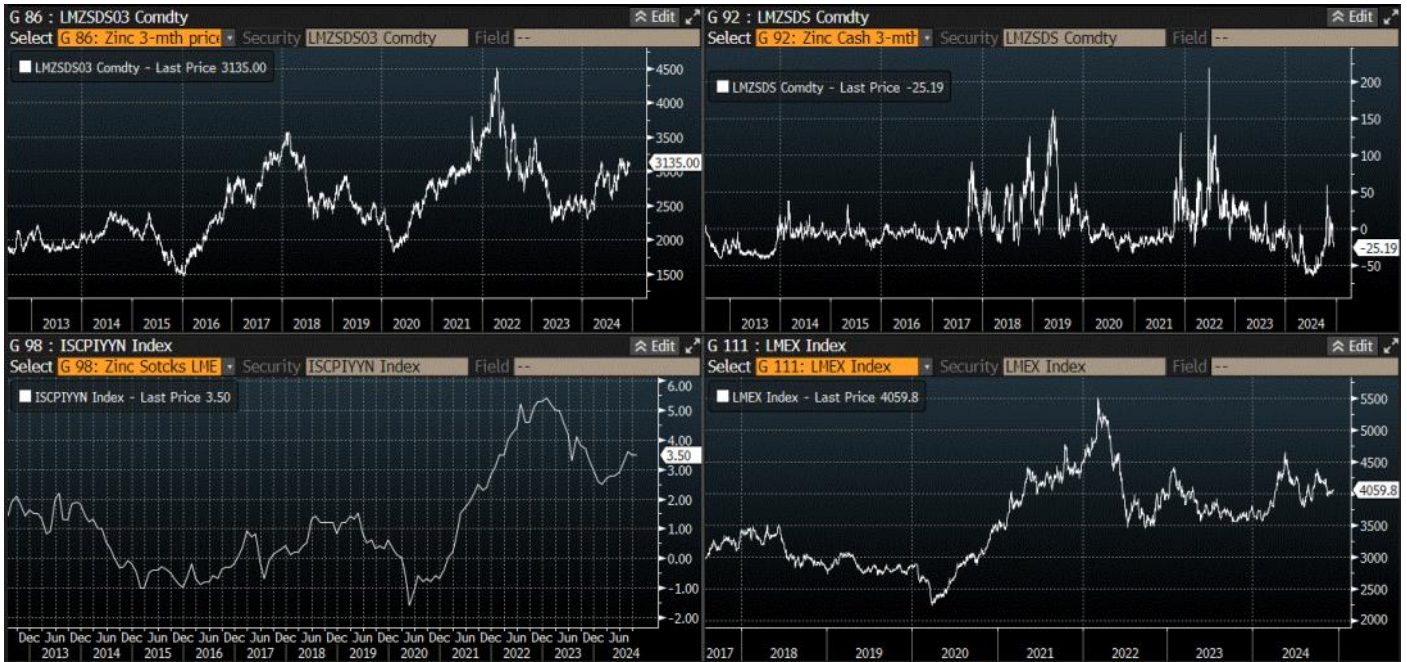 G 86 : LMZSDS03 Comdty
Edit
Select G 86: Zinc 3-mth price Security LMZSDS03 Comdty Field --
LMZSDS03 Comdty - Last Price 3135.00
4500
4000
3500
3135.00
3000
2500
2000
1500
2013 2014 2015 2016 2017 2018 2019 2020 2021 2022 2023 2024
G 92 : LMZSDS Comdty
Edit
Select G 92: Zinc Cash 3-mth Security LMZSDS Comdty Field --
LMZSDS Comdty - Last Price -25.19
200
150
100
50
0
-25.19
-50
2013 2014 2015 2016 2017 2018 2019 2020 2021 2022 2023 2024
G 98 : ISCPIYYN Index
Edit
Select G 98: Zinc Sotcks LME Security ISCPIYYN Index Field --
ISCPIYYN Index - Last Price 3.50
6.00
5.00
4.00
3.50
3.00
2.00
1.00
0.00
-1.00
-2.00
Dec Jun Dec Jun Dec Jun Dec Jun Dec Jun Dec Jun Dec Jun Dec Jun Dec Jun Dec Jun Dec Jun Dec Jun
2013 2014 2015 2016 2017 2018 2019 2020 2021 2022 2023 2024
G 111 : LMEX Index
Edit
Select G 111: LMEX Index Security LMEX Index Field --
LMEX Index - Last Price 4059.8
5500
5000
4500
4059.8
4000
3500
3000
2500
2000
2017 2018 2019 2020 2021 2022 2023 2024